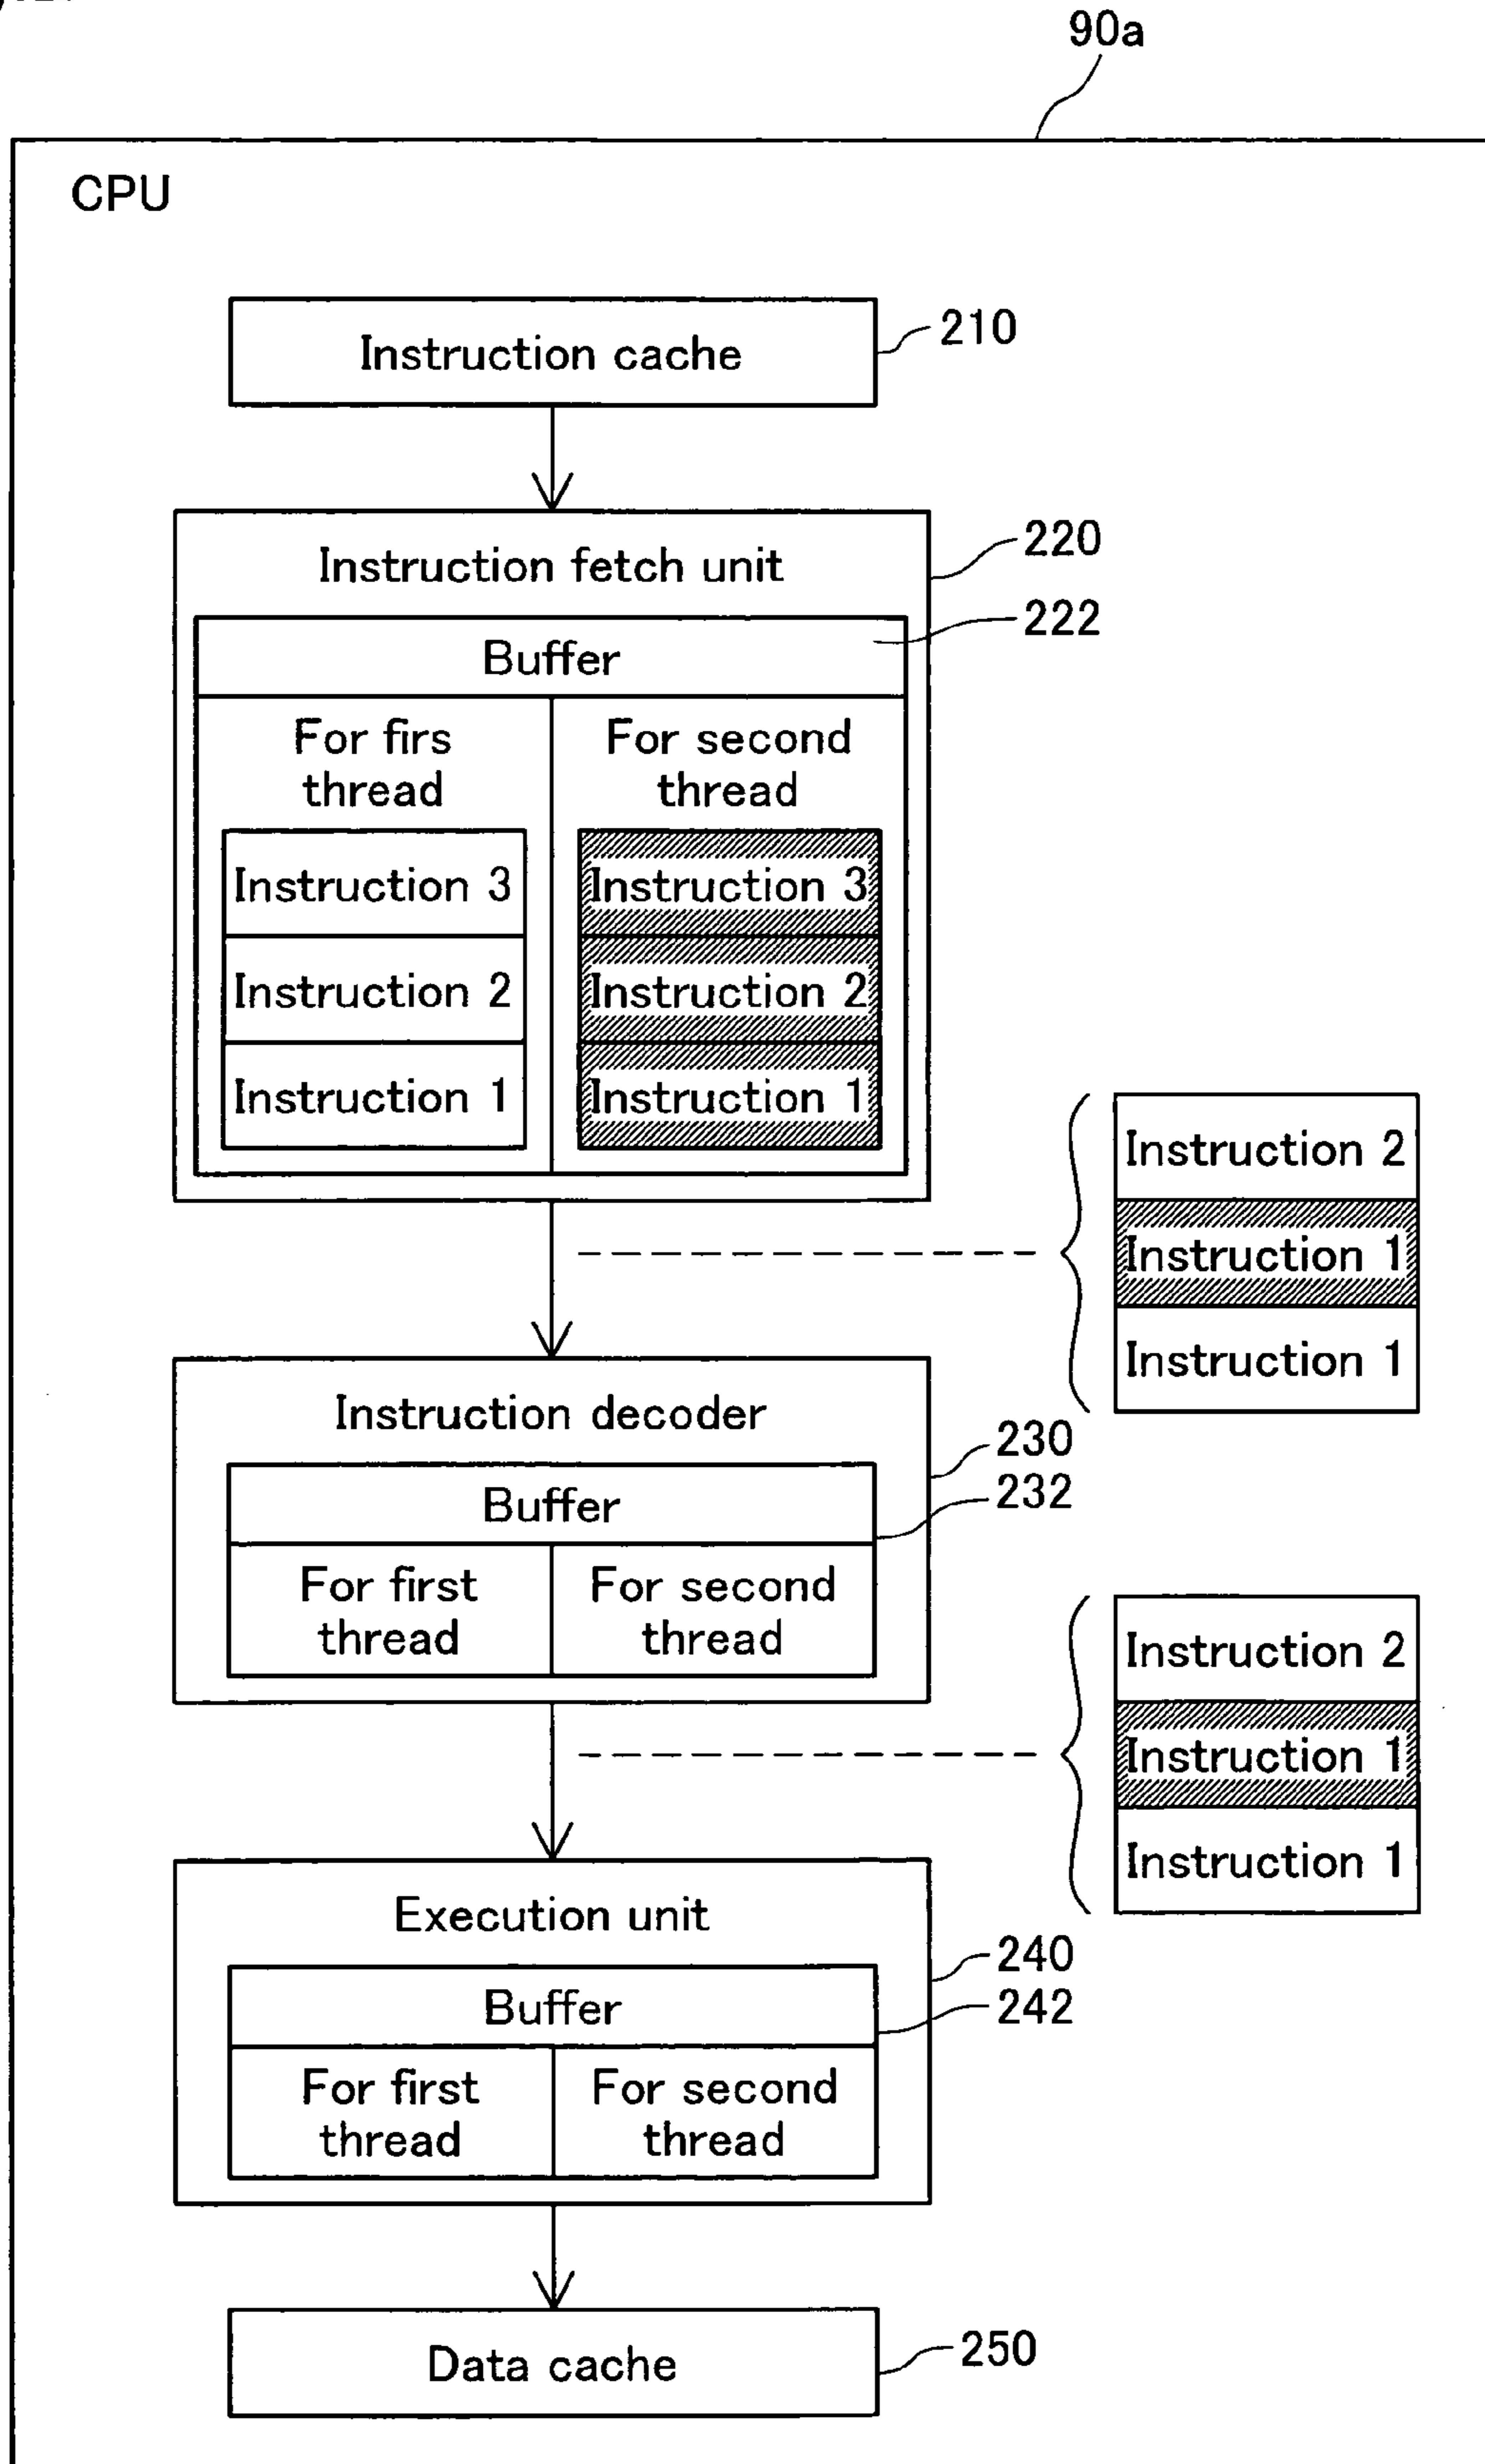 90a
CPU
Instruction cache
210
Instruction fetch unit
220
Buffer
222
For firs
thread
For second
thread
Instruction 3
Instruction 2
Instruction 1
Instruction 3
Instruction 2
Instruction 1
Instruction 2
Instruction 1
Instruction 1
Instruction decoder
230
Buffer
232
For first
thread
For second
thread
Instruction 2
Instruction 1
Instruction 1
Execution unit
240
Buffer
242
For first
thread
For second
thread
Data cache
250